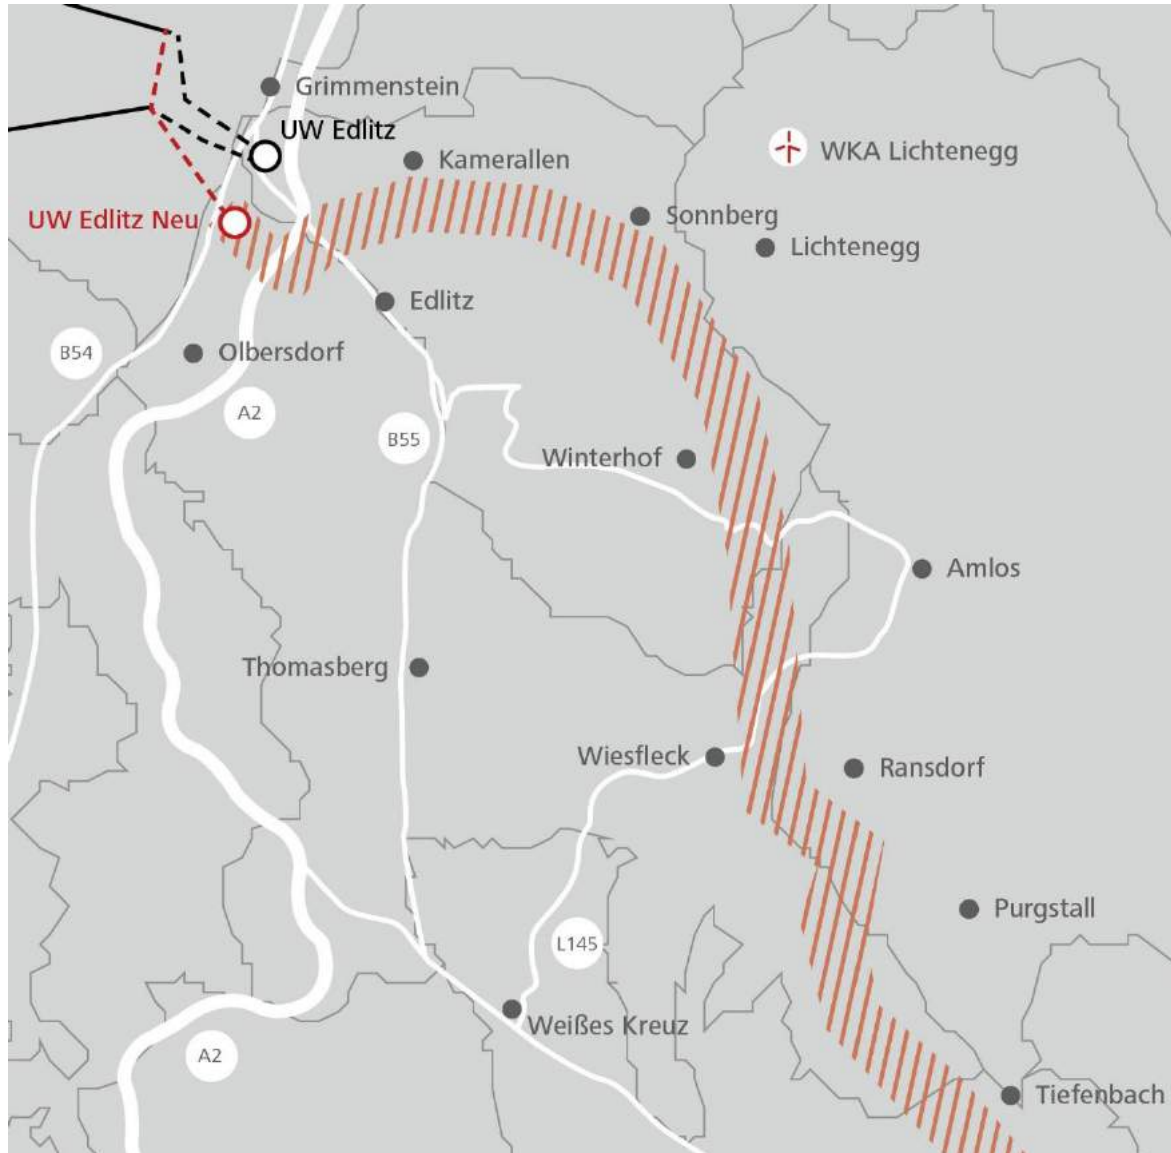 Grimmenstein
UW Edlitz
Kamerallen
WKA Lichtenegg
UW Edlitz Neu
Sonnberg
Lichtenegg
Edlitz
B54
Olbersdorf
A2
B55
Winterhof
Amlos
Thomasberg
Wiesfleck
Ransdorf
Purgstall
L145
Weißes Kreuz
A2
Tiefenbach